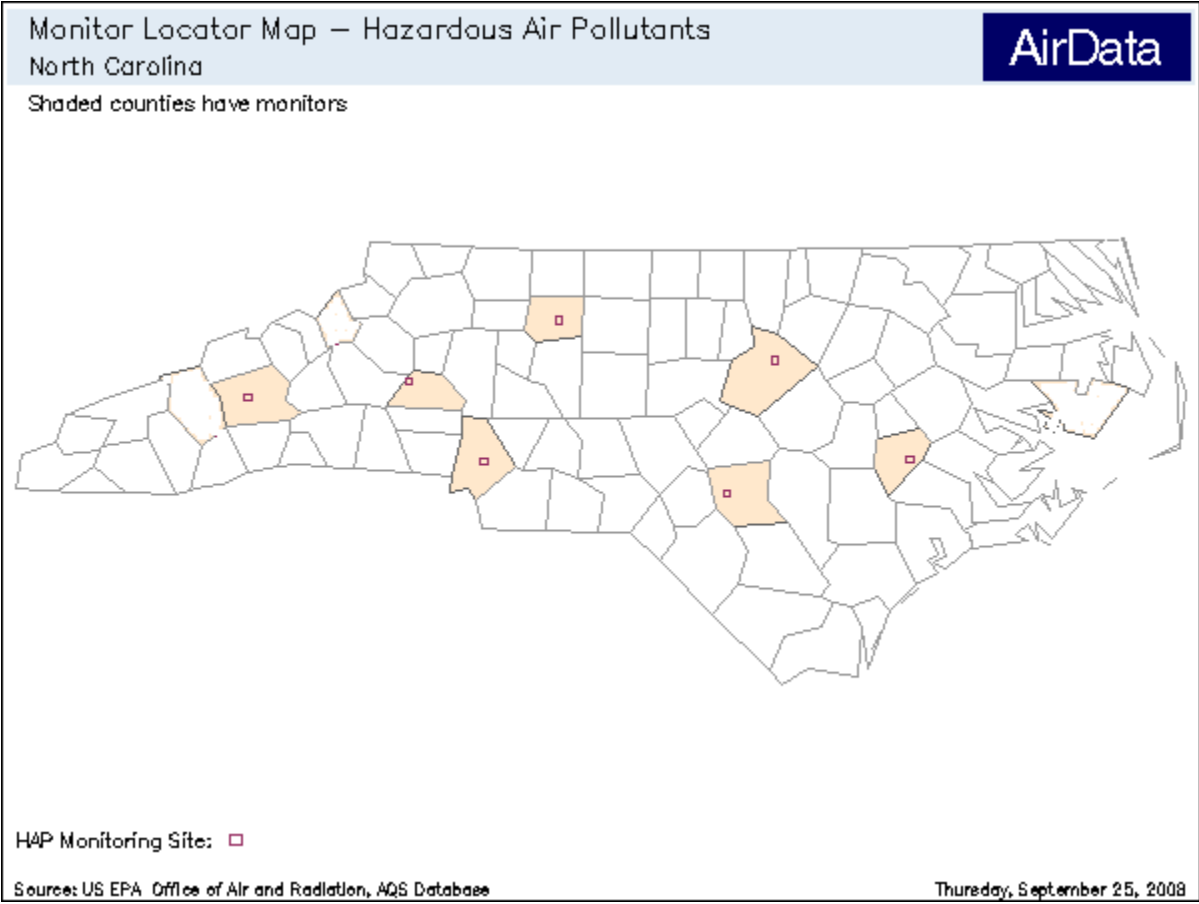 Monitor Locator Map – Hazardous Air Pollutants
North Carolina
AirData
Shaded counties have monitors
HAP Monitoring Site:
Source: US EPA Office of Air and Radiation, AQS Database
Thursday, September 25, 2008